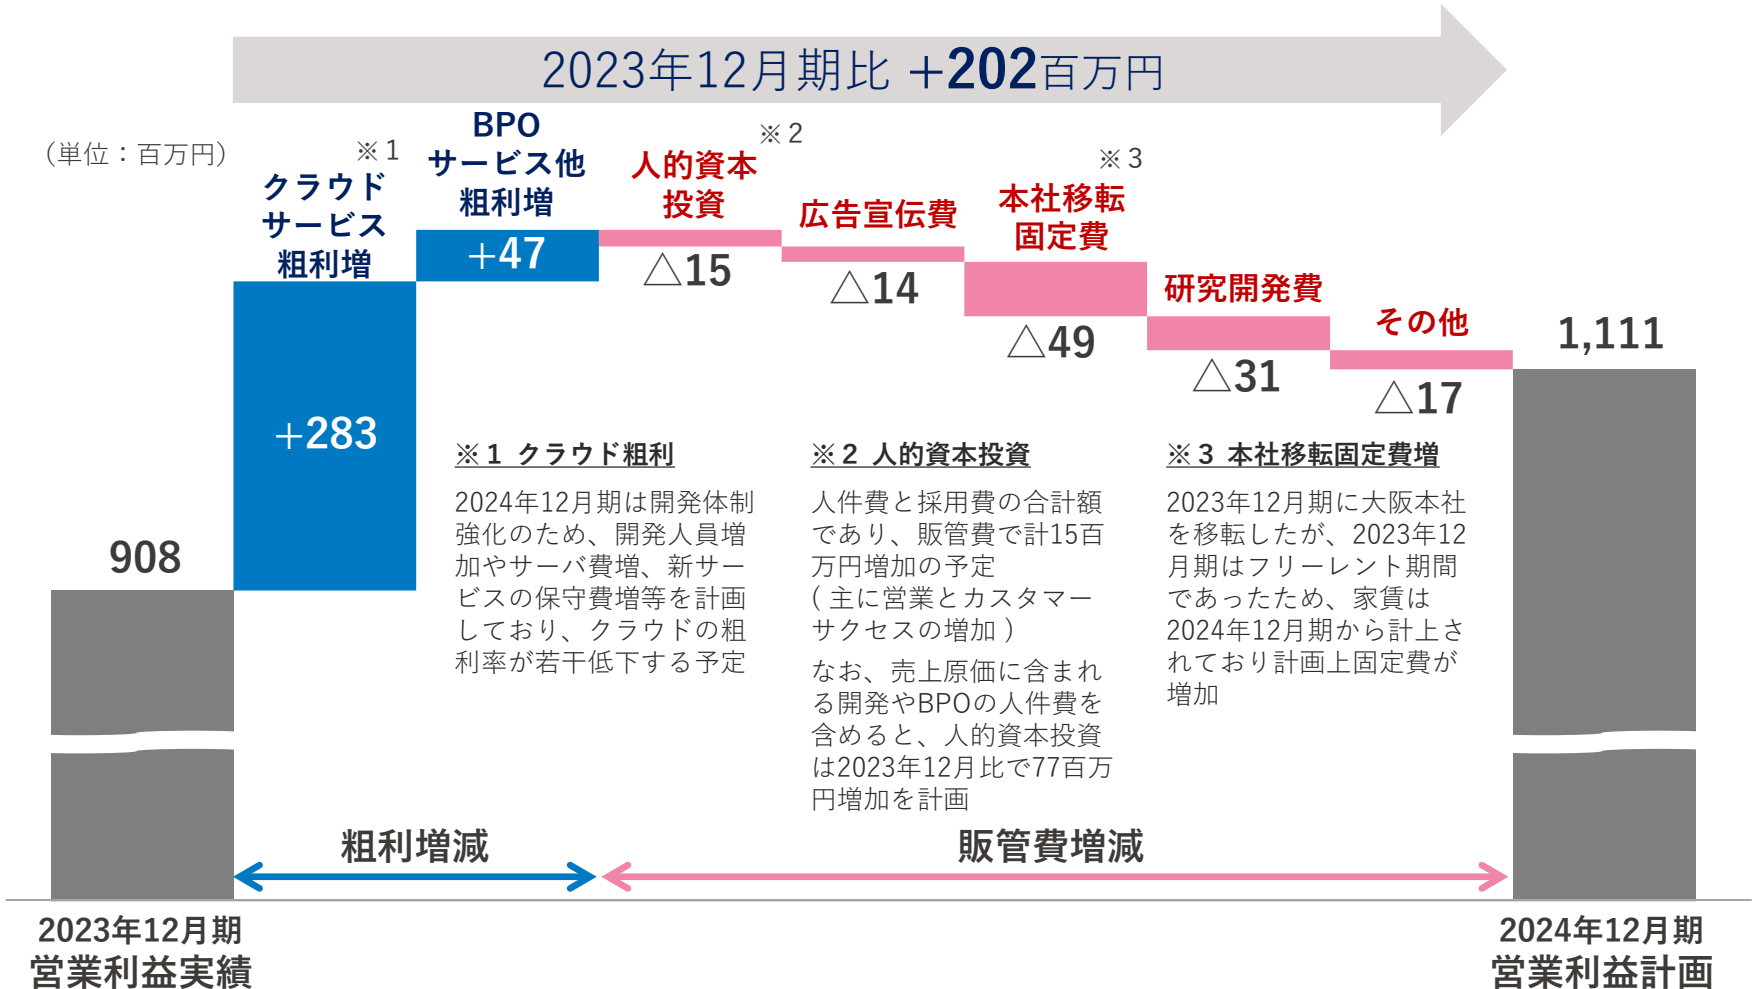 2023年12月期比 +202百万円
（単位：百万円）
※1
クラウド
サービス
粗利増
BPO
サービス他
粗利増
※2
人的資本
投資
広告宣伝費
※3
本社移転
固定費
研究開発費
その他
908
+283
+47
△15
△14
△49
△31
△17
1,111
※1 クラウド粗利
2024年12月期は開発体制
強化のため、開発人員増
加やサーバ費増、新サー
ビスの保守費増等を計画
しており、クラウドの粗
利率が若干低下する予定
※2 人的資本投資
人件費と採用費の合計額
であり、販管費で計15百
万円増加の予定
( 主に営業とカスタマー
サクセスの増加 )
なお、売上原価に含まれ
る開発やBPOの人件費を
含めると、人的資本投資
は2023年12月比で77百万
円増加を計画
※3 本社移転固定費増
2023年12月期に大阪本社
を移転したが、2023年12
月期はフリーレント期間
であったため、家賃は
2024年12月期から計上さ
れており計画上固定費が
増加
粗利増減
販管費増減
2023年12月期
営業利益実績
2024年12月期
営業利益計画